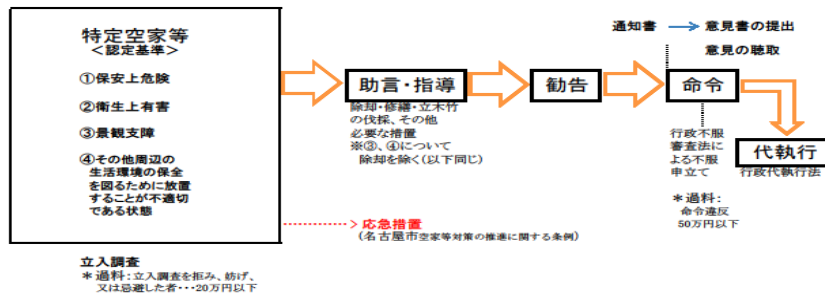 特定空家等
<認定基準>
①保安上危険
②衛生上有害
③景観支障
④その他周辺の
生活環境の保全
を図るために放置
することが不適切
である状態
立入調査
*過料:立入調査を拒み、妨げ、
又は忌避した者・・・20万円以下
助言・指導
除却・修繕・立木竹
の伐採、その他
必要な措置
※③、④について
除却を除く(以下同じ)
応急措置
(名古屋市空家等対策の推進に関する条例)
勧告
通知書
意見書の提出
意見の聴取
命令
行政不服
審査法に
よる不服
申立て
*過料:
命令違反
50万円以下
代執行
行政代執行法